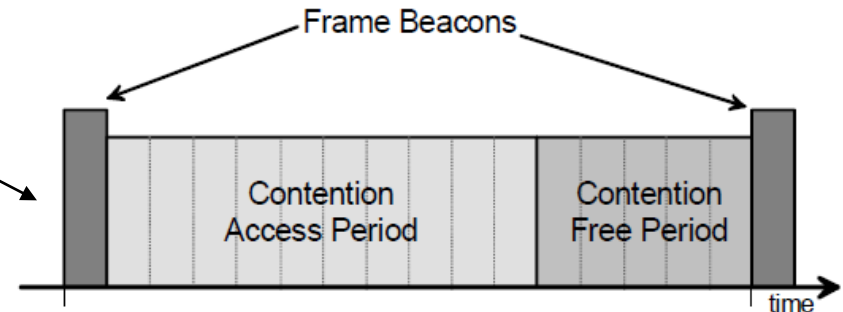 Frame Beacons
Contention
Access Period
Contention
Free Period
time